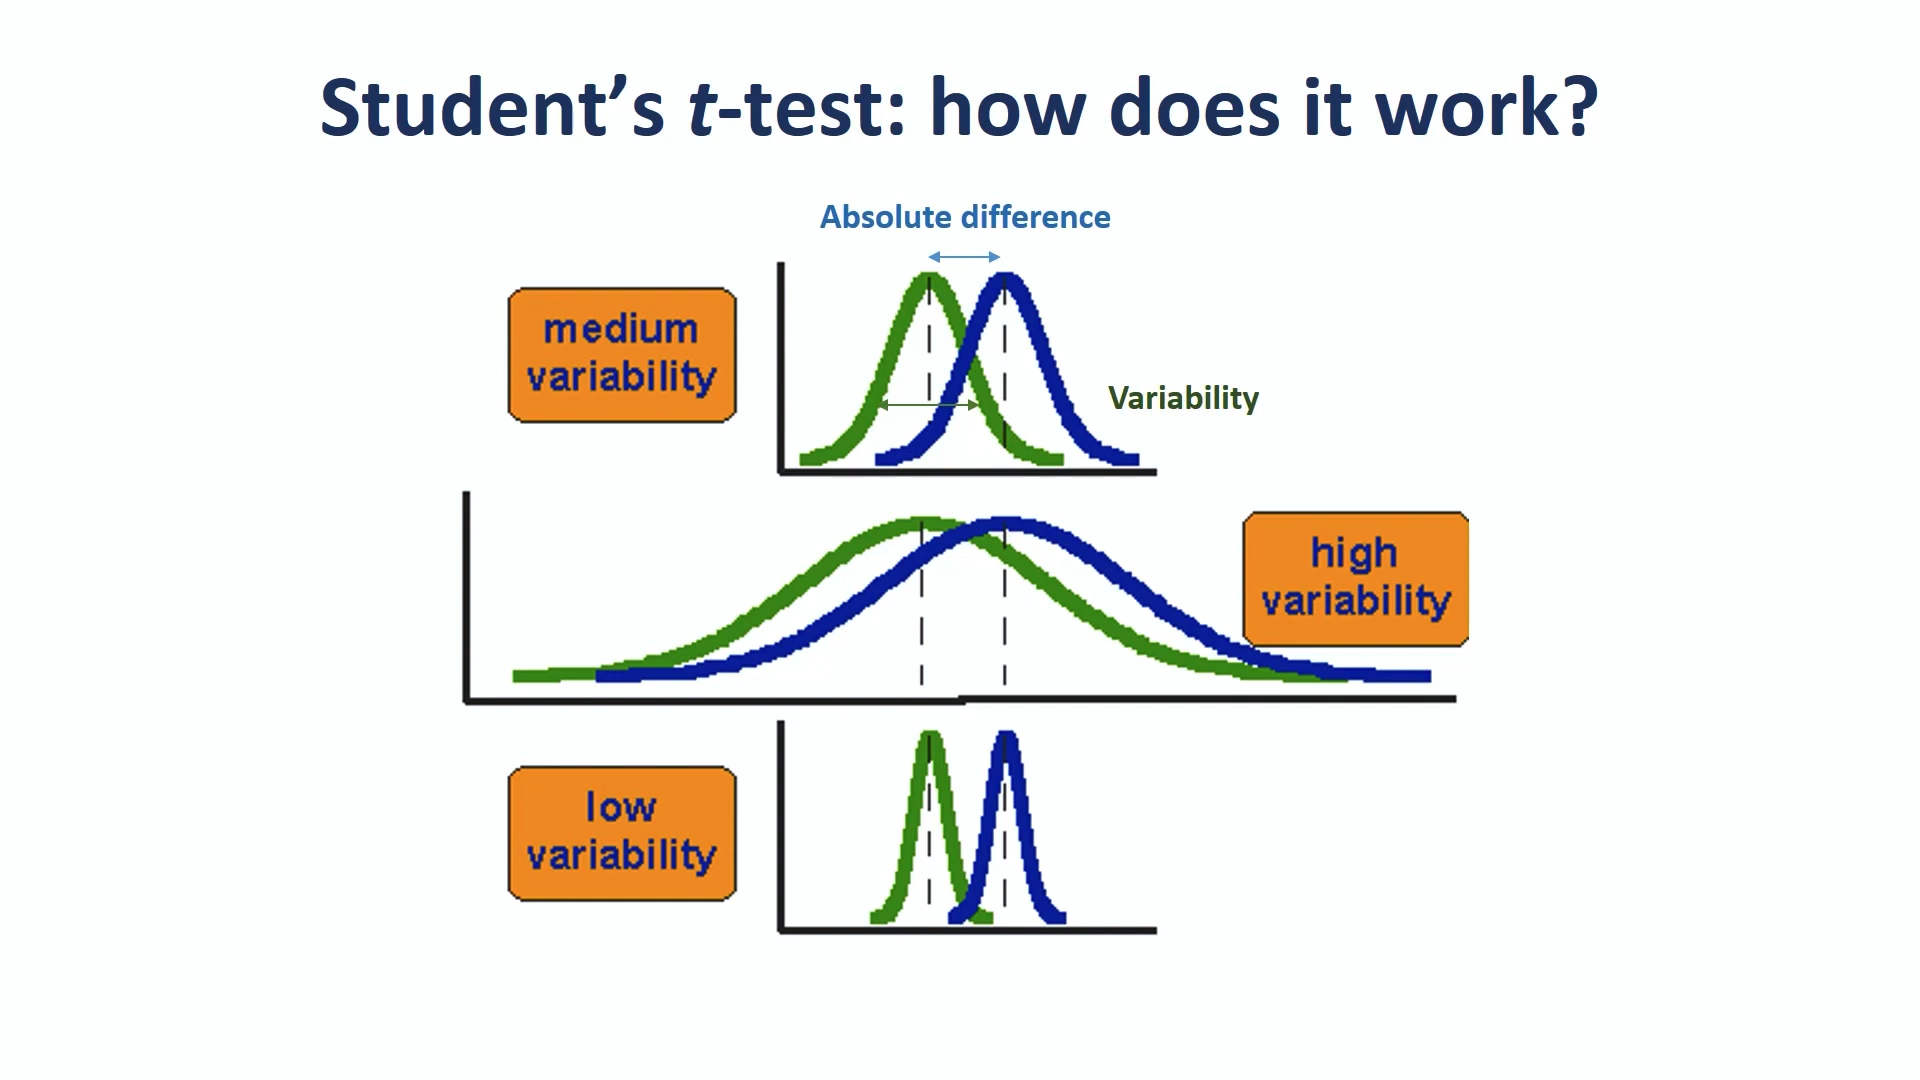 Student’s t-test: how does it work?
Absolute difference
medium
variability
Variability
high
variability
low
variability